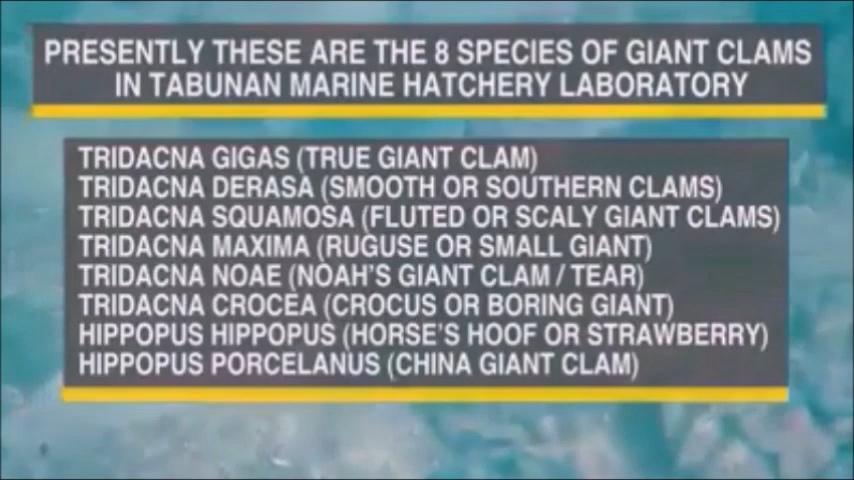 PRESENTLY THESE ARE THE 8 SPECIES OF GIANT CLAMS
IN TABUNAN MARINE HATCHERY LABORATORY
TRIDACNA GIGAS (TRUE GIANT CLAM)
TRIDACNA DERASA (SMOOTH OR SOUTHERN CLAMS)
TRIDACNA SQUAMOSA (FLUTED OR SCALY GIANT CLAMS)
TRIDACNA MAXIMA (RUGUSE OR SMALL GIANT)
TRIDACNA NOAE (NOAH'S GIANT CLAM / TEAR)
TRIDACNA CROCEA (CROCUS OR BORING GIANT)
HIPPOPUS HIPPOPUS (HORSE'S HOOF OR STRAWBERRY)
HIPPOPUS PORCELANUS (CHINA GIANT CLAM)